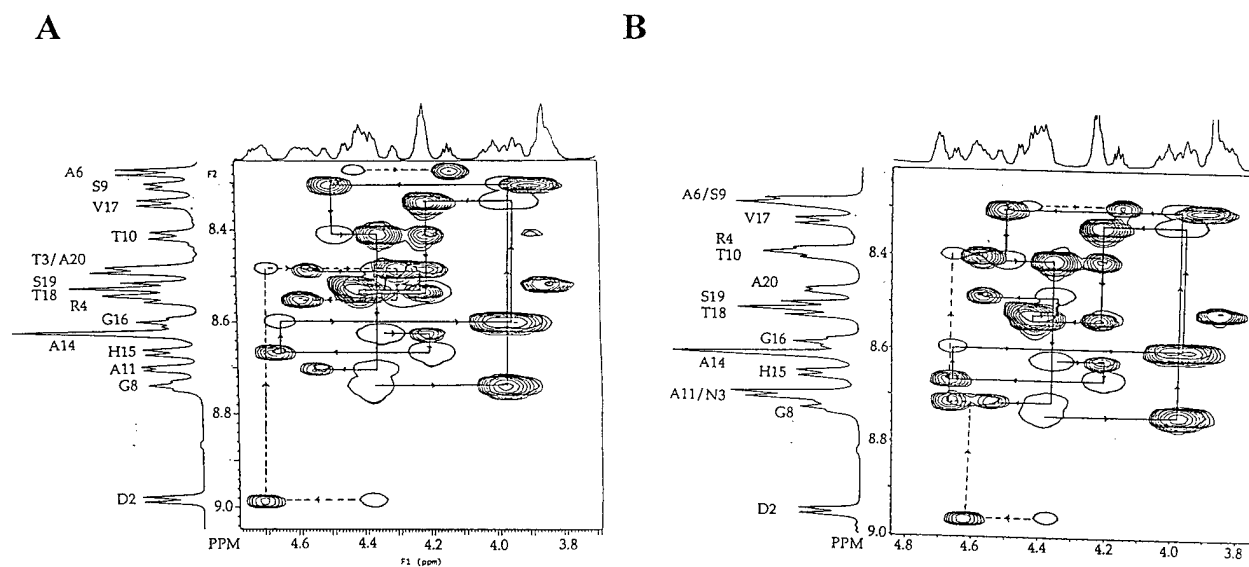 A
B
A6
F2
S9
V17
8.4
T10
T3/A20
S19
T18
R4
8.6
G16
A14
H15
A11
G8
8.8
D2
9.0
PPM
4.6
4.4
4.2
4.0
3.8
F1 (ppm)
A6/S9
V17
R4
8.4
T10
A20
S19
T18
G16
8.6
A14
H15
A11/N3
G8
8.8
D2
9.0
PPM
4.8
4.6
4.4
4.2
4.0
3.8